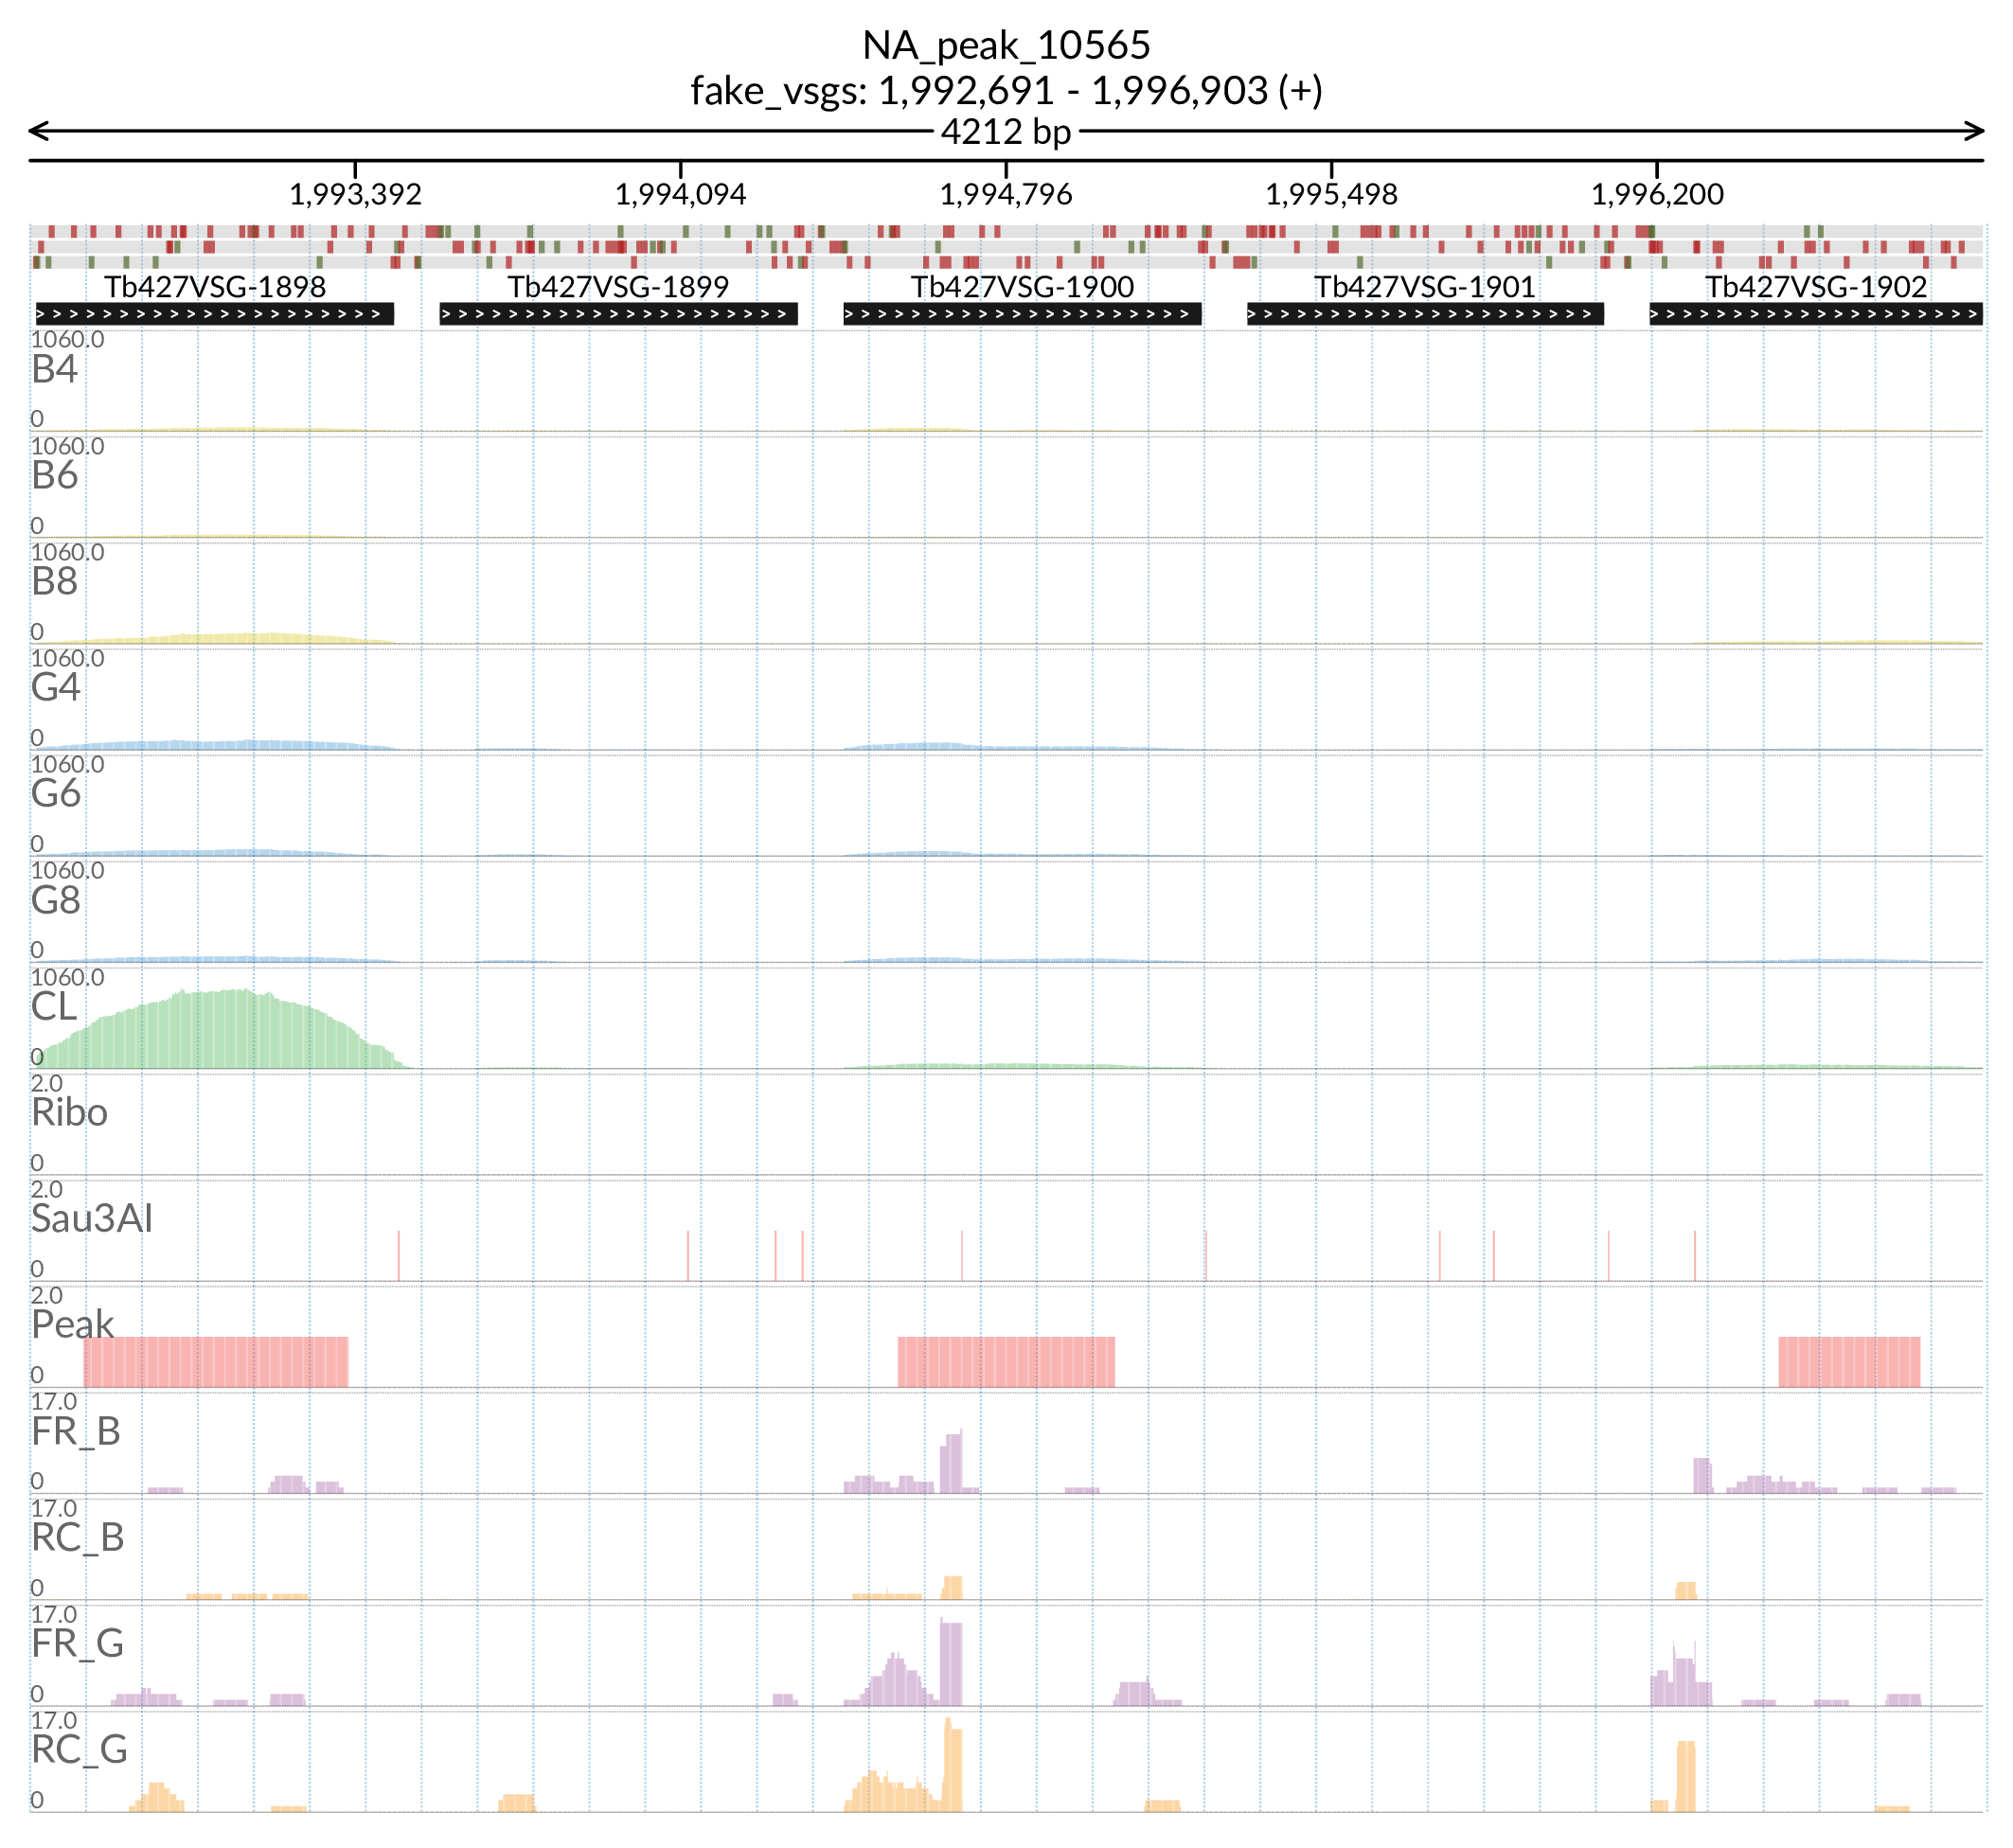 NA_peak_10565
fake_vsgs: 1,992,691 - 1,996,903 (+)
4212 bp
1,993,392 1,994,094 1,994,796 1,995,498 1,996,200
Tb427VSG-1898 Tb427VSG-1899 Tb427VSG-1900 Tb427VSG-1901 Tb427VSG-1902
1060.0
B4
0
1060.0
B6
0
1060.0
B8
0
1060.0
G4
0
1060.0
G6
0
1060.0
G8
0
1060.0
CL
0
2.0
Ribo
0
2.0
Sau3AI
0
2.0
Peak
0
17.0
FR_B
0
17.0
RC_B
0
17.0
FR_G
0
17.0
RC_G
0